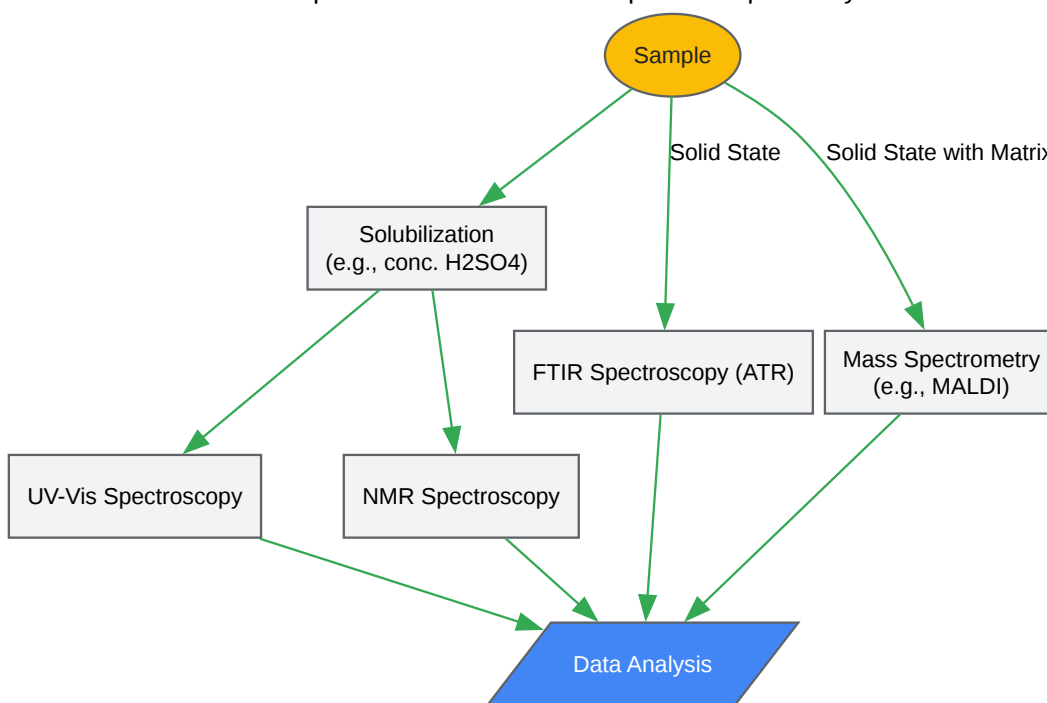 Sample
Solid State
Solid State with Matrix
Solubilization
(e.g., conc. H2SO4)
FTIR Spectroscopy (ATR)
Mass Spectrometry
(e.g., MALDI)
UV-Vis Spectroscopy
NMR Spectroscopy
Data Analysis